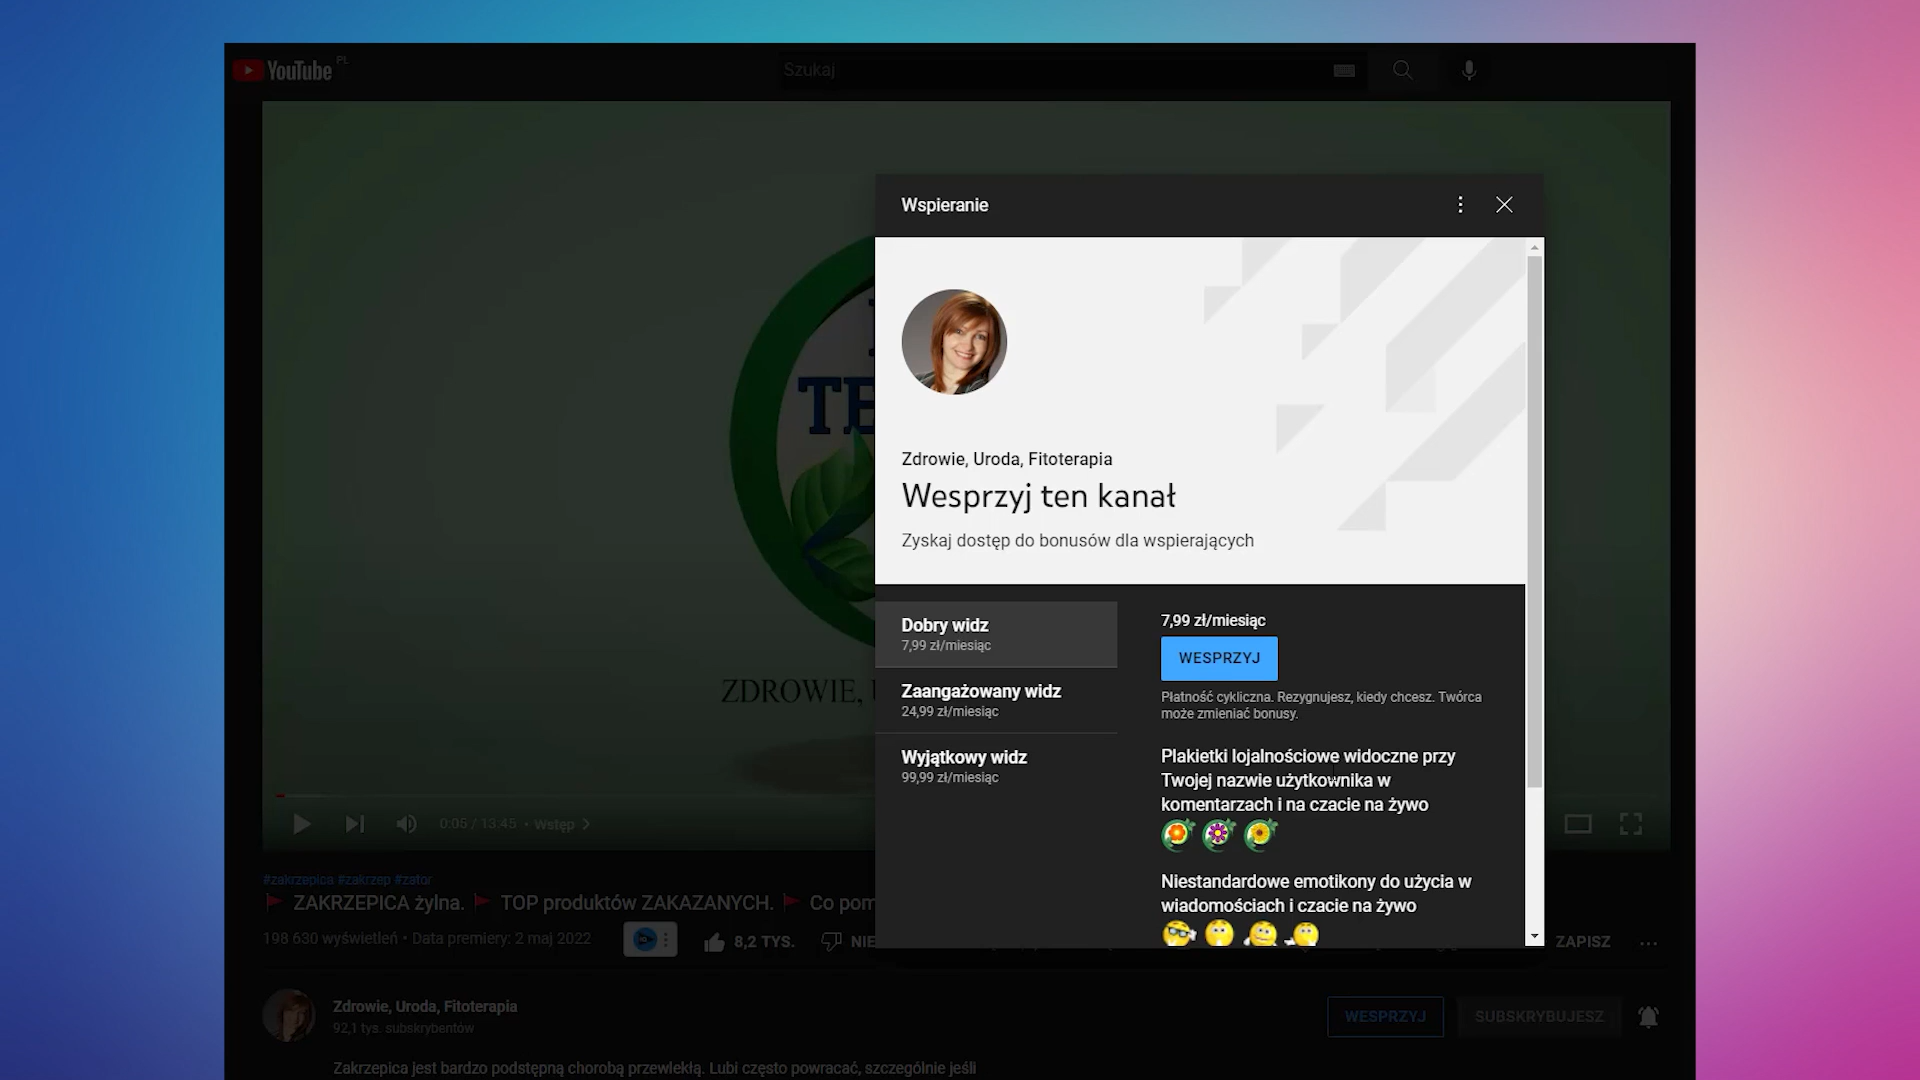 YouTube PL
Szukaj
Wspieranie
Zdrowie, Uroda, Fitoterapia
Wesprzyj ten kanał
Zyskaj dostęp do bonusów dla wspierających
Dobry widz
7,99 zł/miesiąc
Zaangażowany widz
24,99 zł/miesiąc
Wyjątkowy widz
99,99 zł/miesiąc
7,99 zł/miesiąc
WESPRZYJ
Płatność cykliczna. Rezygnujesz, kiedy chcesz. Twórca
może zmieniać bonusy.
Plakietki lojalnościowe widoczne przy
Twojej nazwie użytkownika w
komentarzach i na czacie na żywo
Niestandardowe emotikony do użycia w
wiadomościach i czacie na żywo
TE
ZDROWIE,
0:05 / 13:45 • Wstęp
#zakrzepica #zakrzep #zator
ZAKRZEPICA żylna. TOP produktów ZAKAZANYCH. Co pom
198 630 wyświetleń • Data premiery: 2 maj 2022
8,2 TYS.
NIE
ZAPISZ
Zdrowie, Uroda, Fitoterapia
92,1 tys. subskrybentów
WESPRZYJ
SUBSKRYBUJESZ
Zakrzepica jest bardzo podstępną chorobą przewlekłą. Lubi często powracać, szczególnie jeśli